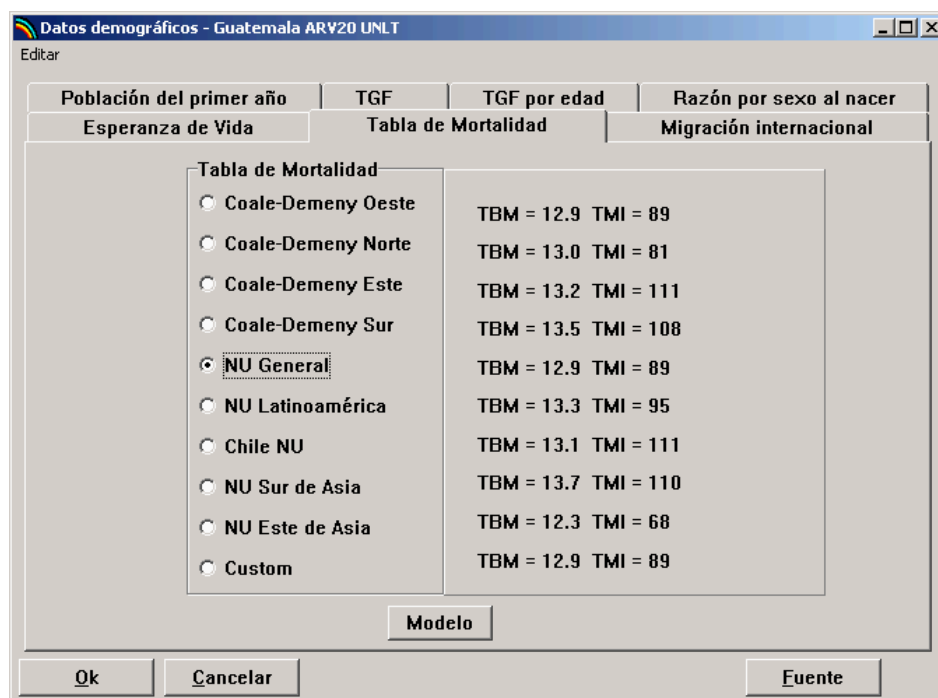 Datos demográficos - Guatemala ARV20 UNLT
Editar
Población del primer año TGF TGF por edad Razón por sexo al nacer
Esperanza de Vida Tabla de Mortalidad Migración internacional
Tabla de Mortalidad
Coale-Demeny Oeste TBM = 12.9 TMI = 89
Coale-Demeny Norte TBM = 13.0 TMI = 81
Coale-Demeny Este TBM = 13.2 TMI = 111
Coale-Demeny Sur TBM = 13.5 TMI = 108
NU General TBM = 12.9 TMI = 89
NU Latinoamérica TBM = 13.3 TMI = 95
Chile NU TBM = 13.1 TMI = 111
NU Sur de Asia TBM = 13.7 TMI = 110
NU Este de Asia TBM = 12.3 TMI = 68
Custom TBM = 12.9 TMI = 89
Modelo
Ok Cancelar Fuente